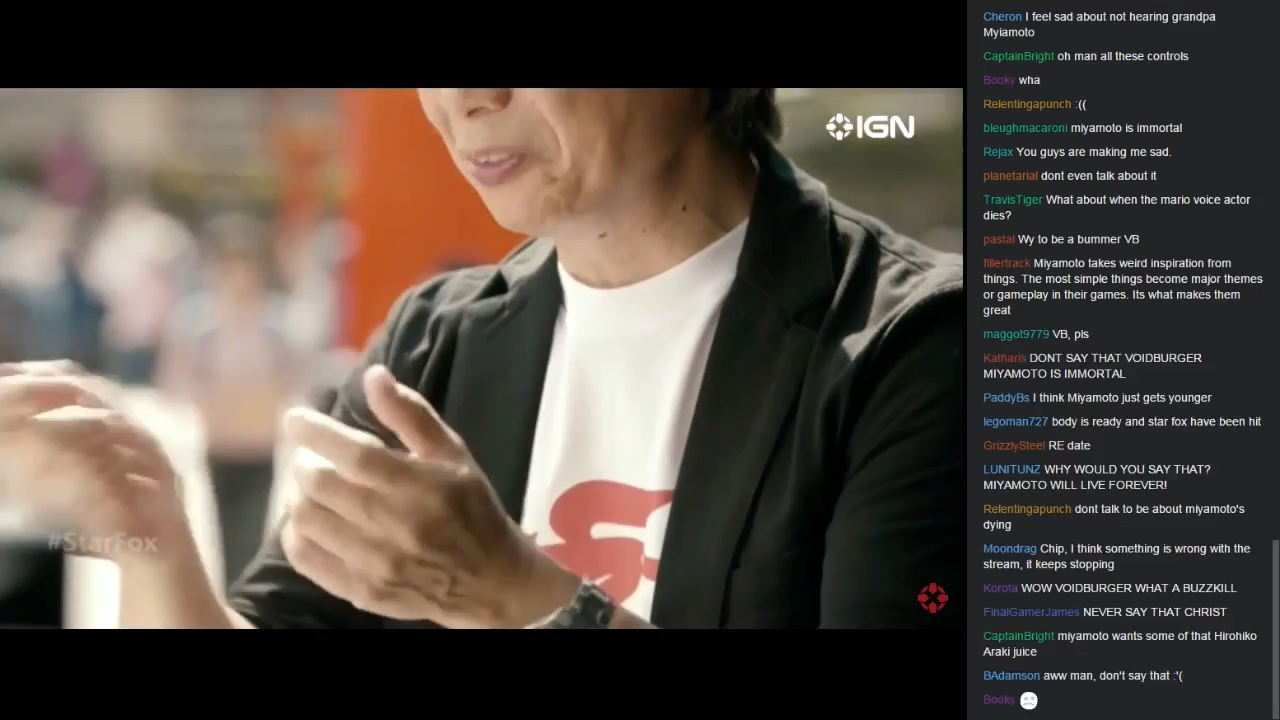 IGN
#StarFox
Cheron I feel sad about not hearing grandpa
Myiamoto
CaptainBright oh man all these controls
Booky wha
Relentingapunch :((
bleughmacaroni miyamoto is immortal
Rejax You guys are making me sad.
planetarial dont even talk about it
TravisTiger What about when the mario voice actor
dies?
pastal Wy to be a bummer VB
fillertrack Miyamoto takes weird inspiration from
things. The most simple things become major themes
or gameplay in their games. Its what makes them
great
maggot9779 VB, pls
Katharis DONT SAY THAT VOIDBURGER
MIYAMOTO IS IMMORTAL
PaddyBs I think Miyamoto just gets younger
legoman727 body is ready and star fox have been hit
GrizzlySteel RE date
LUNITUNZ WHY WOULD YOU SAY THAT?
MIYAMOTO WILL LIVE FOREVER!
Relentingapunch dont talk to be about miyamoto's
dying
Moondrag Chip, I think something is wrong with the
stream, it keeps stopping
Korota WOW VOIDBURGER WHAT A BUZZKILL
FinalGamerJames NEVER SAY THAT CHRIST
CaptainBright miyamoto wants some of that Hirohiko
Araki juice
BAdamson aww man, don't say that :'(
Booky